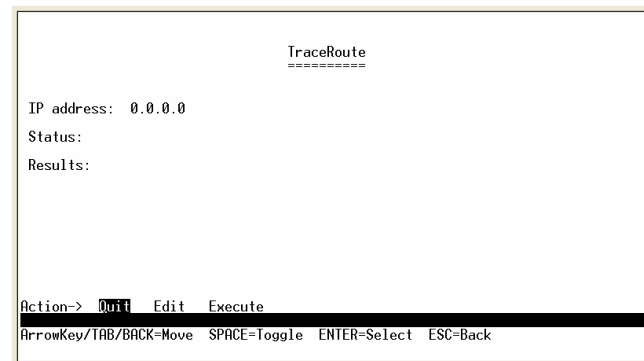 TraceRoute
==========
IP address: 0.0.0.0
Status:
Results:
Action-> Quit Edit Execute
ArrowKey/TAB/BACK=Move SPACE=Toggle ENTER=Select ESC=Back